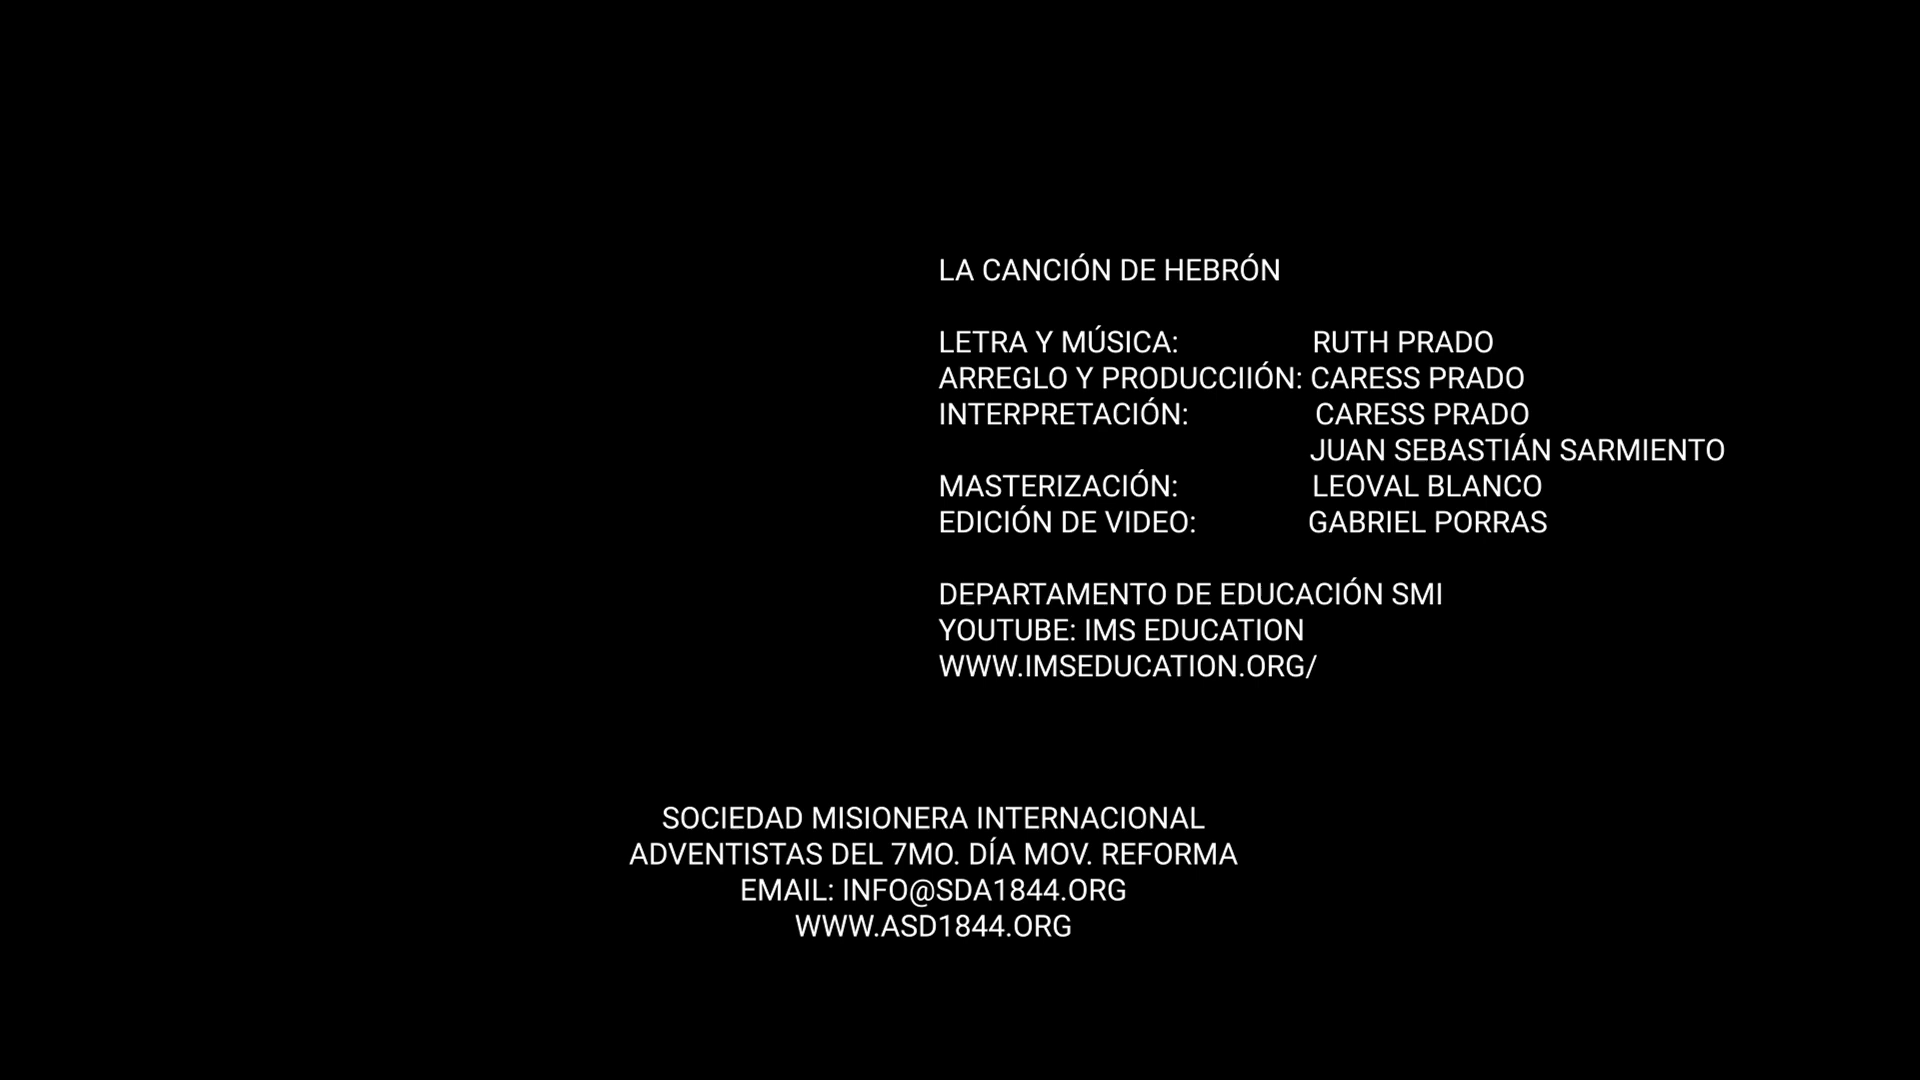 LA CANCIÓN DE HEBRÓN
LETRA Y MÚSICA: RUTH PRADO
ARREGLO Y PRODUCCIIÓN: CARESS PRADO
INTERPRETACIÓN: CARESS PRADO
JUAN SEBASTIÁN SARMIENTO
MASTERIZACIÓN: LEOVAL BLANCO
EDICIÓN DE VIDEO: GABRIEL PORRAS
DEPARTAMENTO DE EDUCACIÓN SMI
YOUTUBE: IMS EDUCATION
WWW.IMSEDUCATION.ORG/
SOCIEDAD MISIONERA INTERNACIONAL
ADVENTISTAS DEL 7MO. DÍA MOV. REFORMA
EMAIL: INFO@SDA1844.ORG
WWW.ASD1844.ORG